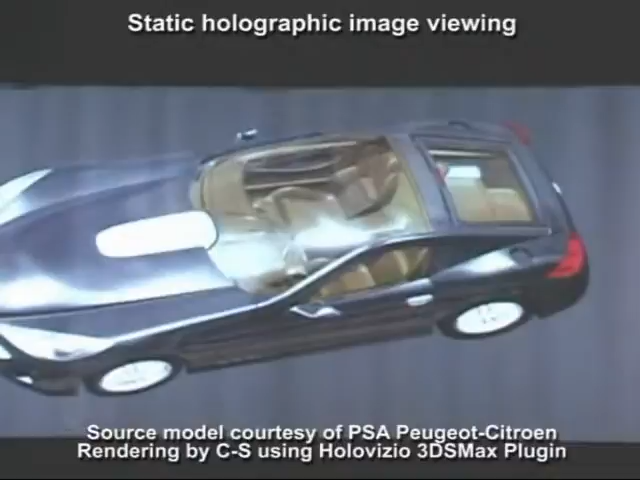 Static holographic image viewing
Source model courtesy of PSA Peugeot-Citroen
Rendering by C-S using Holovizio 3DSMax Plugin